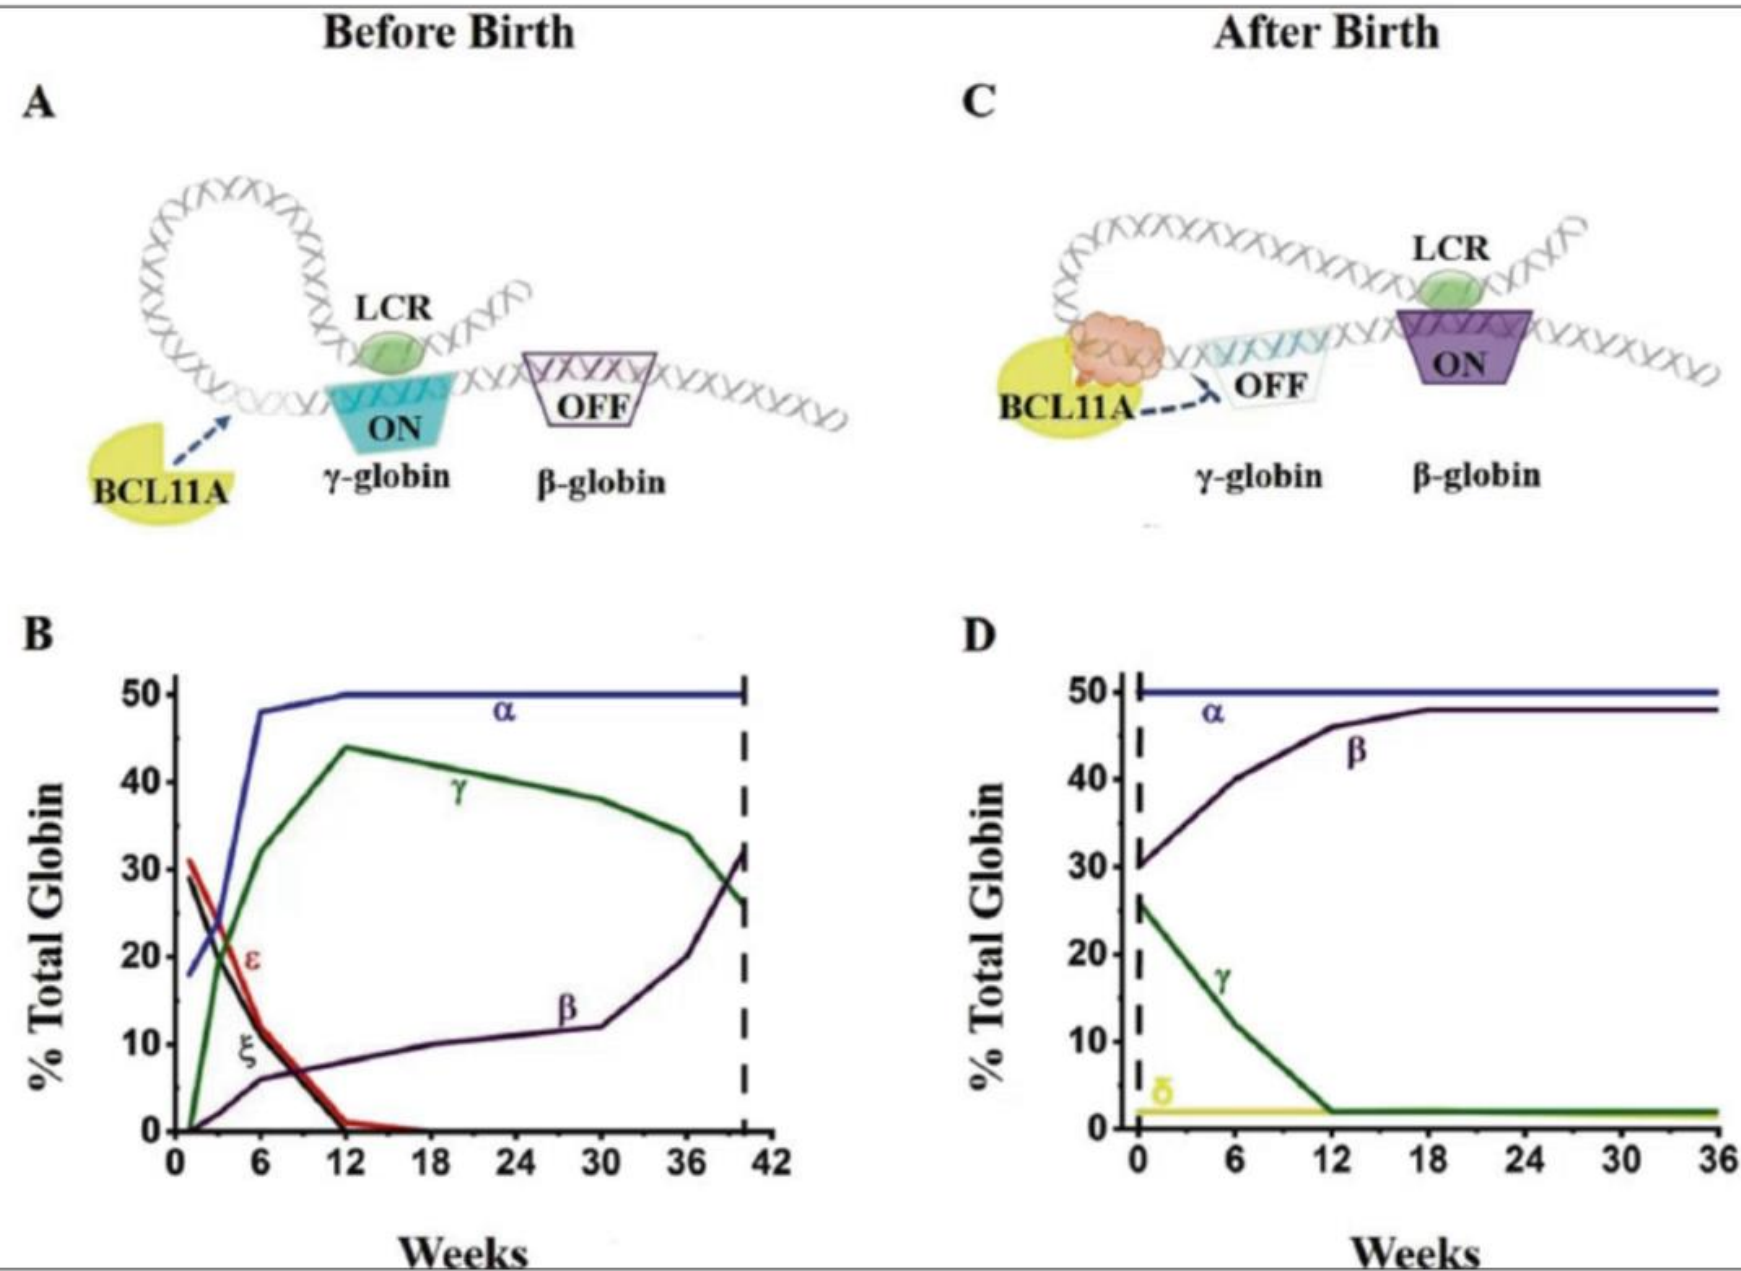 Before Birth
After Birth
A
LCR
ON
OFF
BCL11A
γ-globin
β-globin
C
LCR
OFF
ON
BCL11A
γ-globin
β-globin
B
% Total Globin
50
40
30
20
10
0
α
γ
ε
ξ
β
0 6 12 18 24 30 36 42
Weeks
D
% Total Globin
50
40
30
20
10
0
α
β
γ
δ
0 6 12 18 24 30 36
Weeks